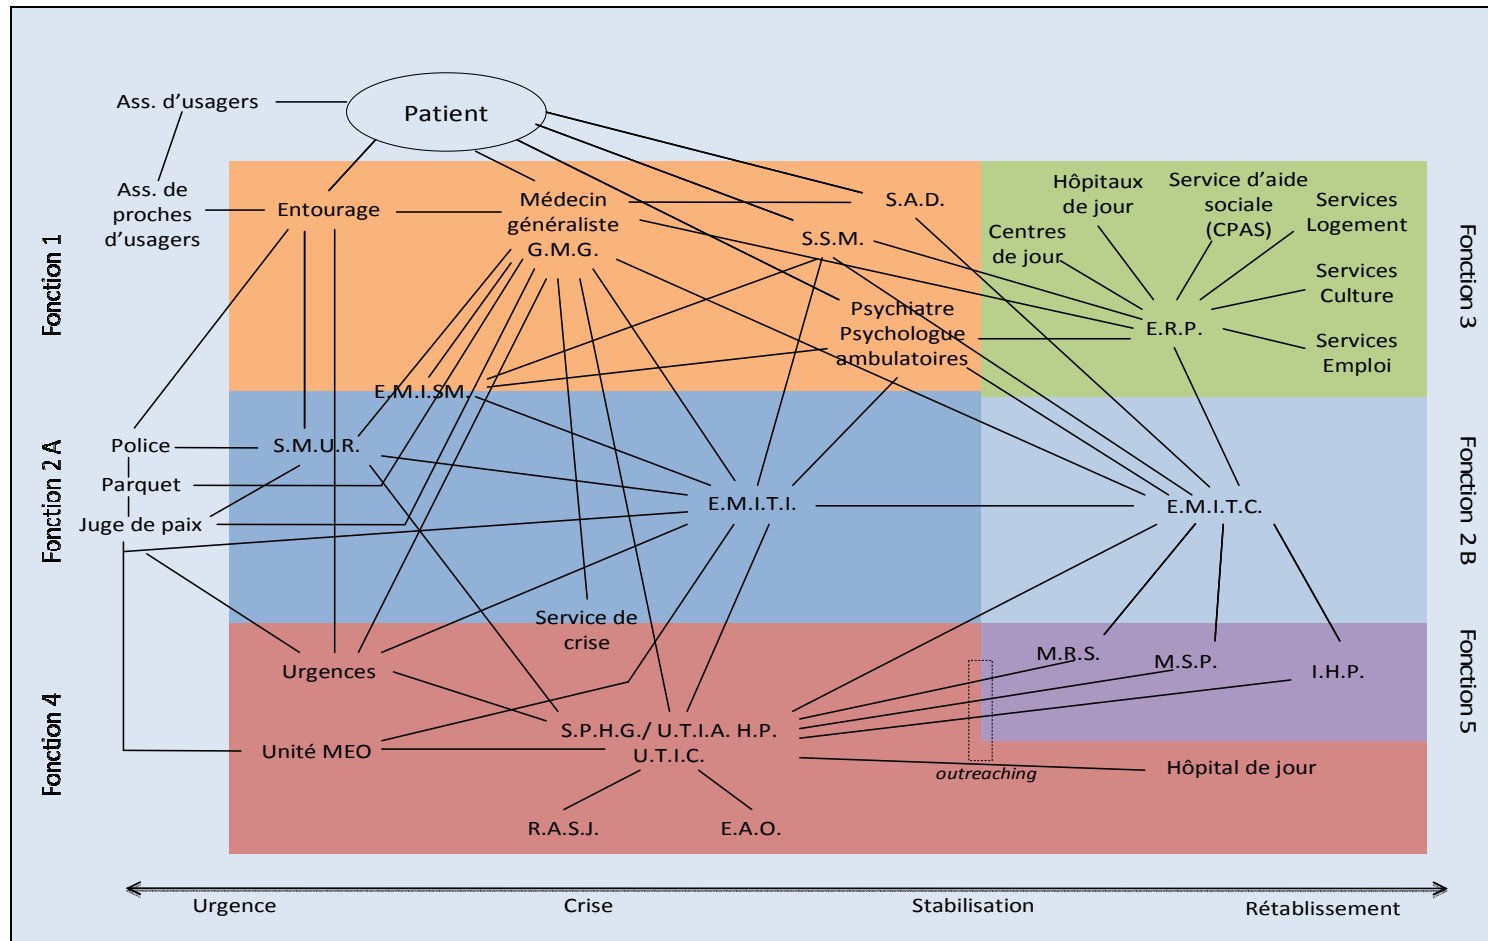 Ass. d’usagers
Patient
Ass. de
proches
d’usagers
Entourage
Médecin
généraliste
G.M.G.
S.A.D.
S.S.M.
Psychiatre
Psychologue
ambulatoires
E.M.I.SM.
Hôpitaux
de jour
Service d’aide
sociale
(CPAS)
Services
Logement
Centres
de jour
Services
Culture
E.R.P.
Services
Emploi
Fonction 1
Fonction 3
Police
Parquet
Juge de paix
S.M.U.R.
E.M.I.T.I.
E.M.I.T.C.
Service de
crise
Fonction 2 A
Fonction 2 B
Urgences
Unité MEO
S.P.H.G./ U.T.I.A. H.P.
U.T.I.C.
R.A.S.J.
E.A.O.
M.R.S.
M.S.P.
I.H.P.
outreaching
Hôpital de jour
Fonction 4
Fonction 5
Urgence
Crise
Stabilisation
Rétablissement